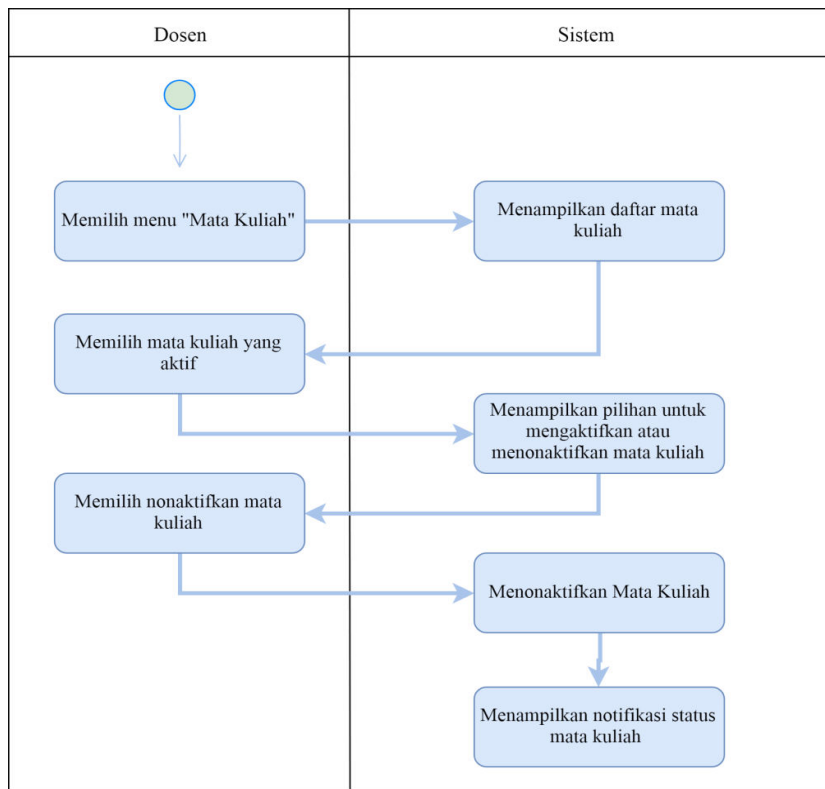 Dosen
Sistem
Memilih menu "Mata Kuliah"
Menampilkan daftar mata
kuliah
Memilih mata kuliah yang
aktif
Menampilkan pilihan untuk
mengaktifkan atau
menonaktifkan mata kuliah
Memilih nonaktifkan mata
kuliah
Menonaktifkan Mata Kuliah
Menampilkan notifikasi status
mata kuliah